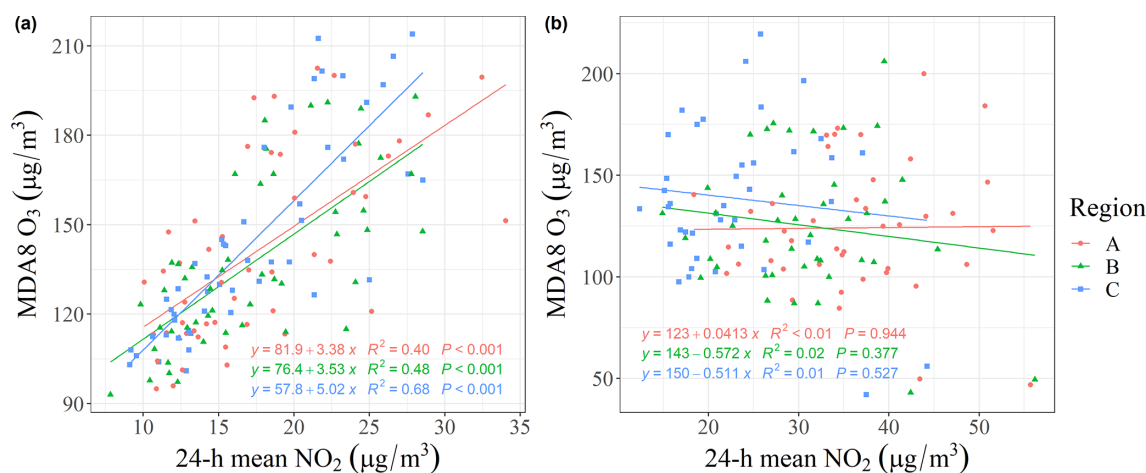 (a)
MDA8 O₃ (μg/m³)
210
180
150
120
90
y = 81.9 + 3.38 x R² = 0.40 P < 0.001
y = 76.4 + 3.53 x R² = 0.48 P < 0.001
y = 57.8 + 5.02 x R² = 0.68 P < 0.001
10 15 20 25 30 35
24-h mean NO₂ (μg/m³)
(b)
MDA8 O₃ (μg/m³)
200
150
100
50
y = 123 + 0.0413 x R² < 0.01 P = 0.944
y = 143 − 0.572 x R² = 0.02 P = 0.377
y = 150 − 0.511 x R² = 0.01 P = 0.527
20 30 40 50
24-h mean NO₂ (μg/m³)
Region
A
B
C